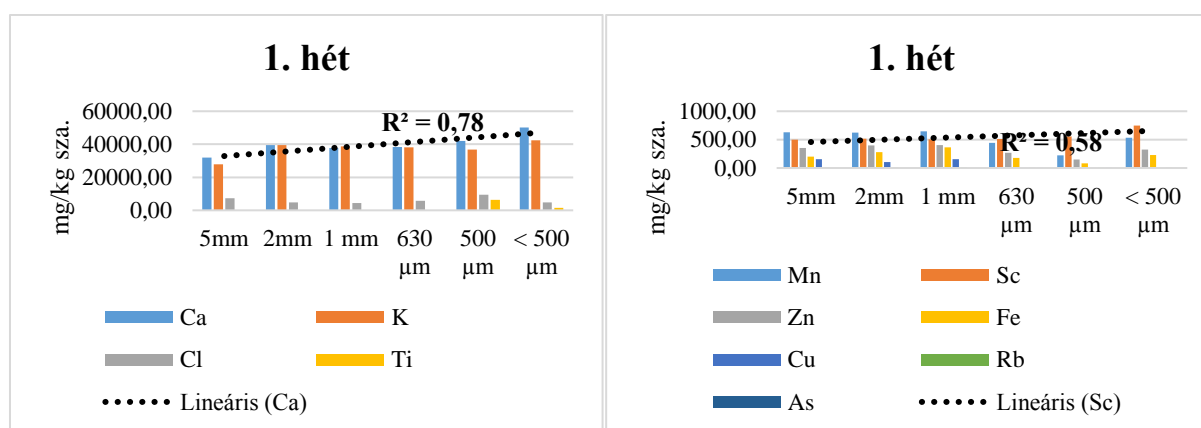 1. hét
mg/kg sza.
60000,00
40000,00
20000,00
0,00
R² = 0,78
5mm 2mm 1 mm 630 µm 500 µm < 500 µm
Ca K
Cl Ti
Lineáris (Ca)
1. hét
mg/kg sza.
1000,00
500,00
0,00
R² = 0,58
5mm 2mm 1 mm 630 µm 500 µm < 500 µm
Mn Sc
Zn Fe
Cu Rb
As Lineáris (Sc)